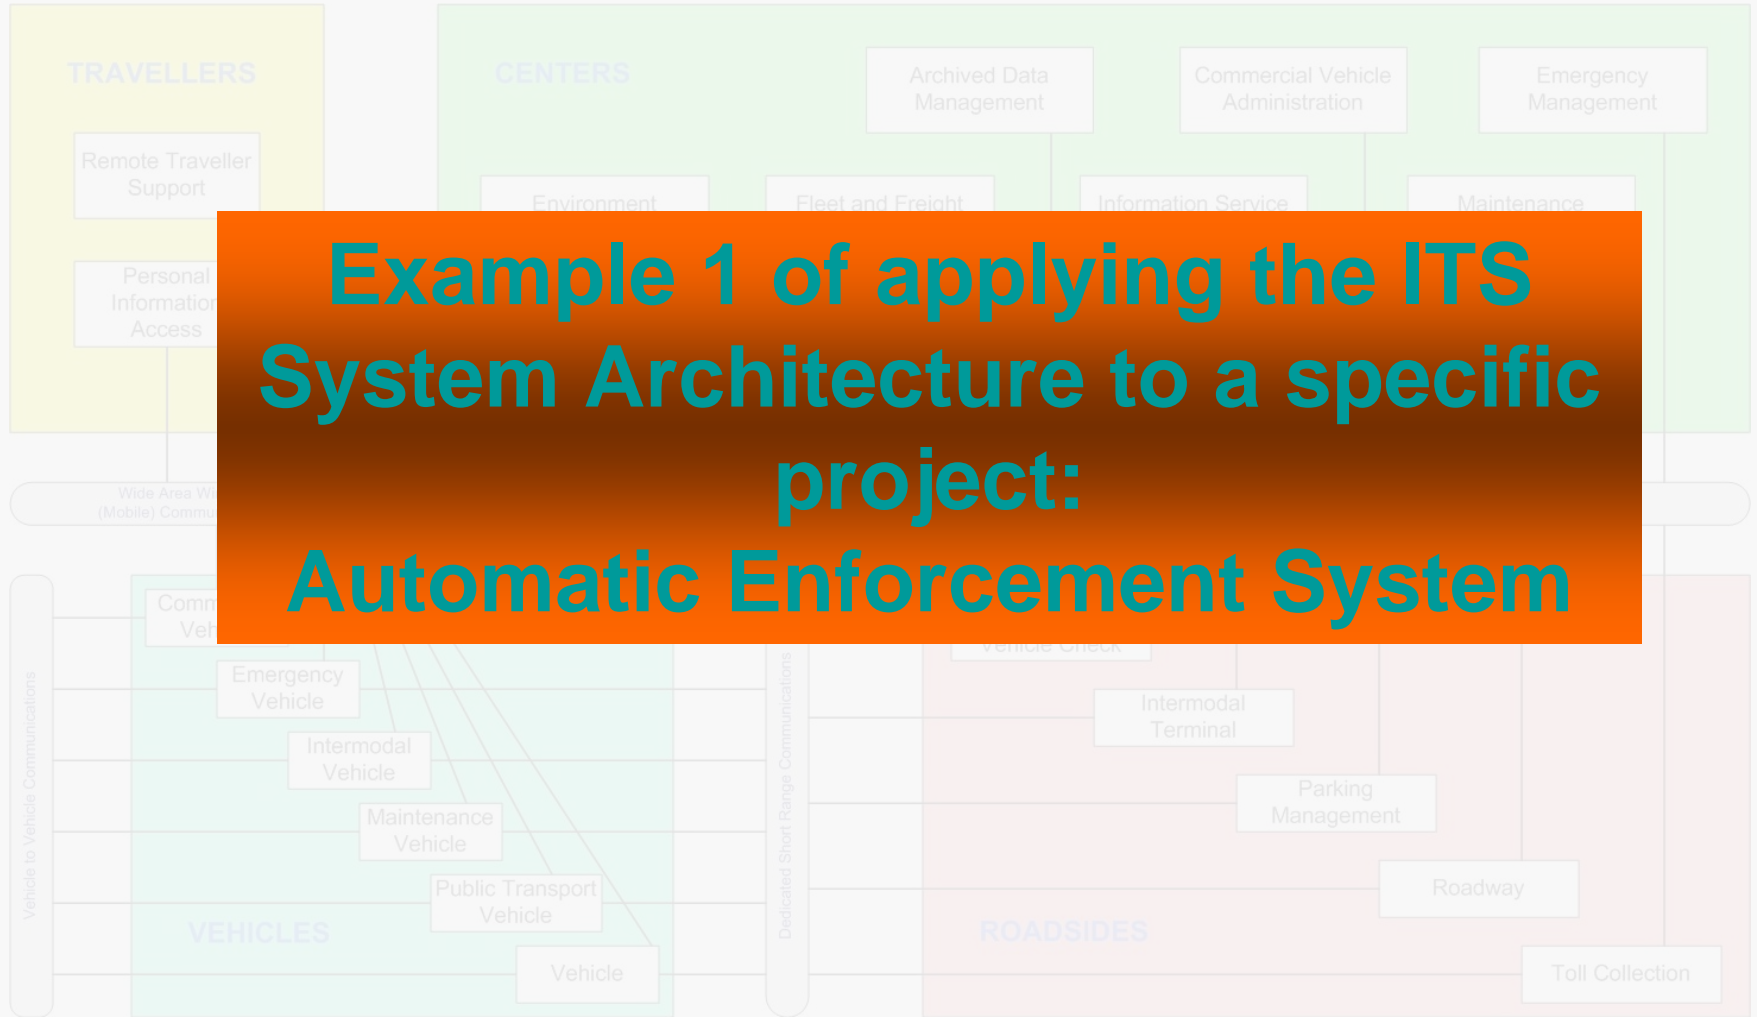 TRAVELLERS
CENTERS
Archived Data
Management
Commercial Vehicle
Administration
Emergency
Management
Remote Traveller
Support
Environment
Fleet and Freight
Information Service
Maintenance
Personal
Information
Access
Example 1 of applying the ITS
System Architecture to a specific
project:
Automatic Enforcement System
Wide Area
(Mobile)
Vehicle Check
Emergency
Vehicle
Intermodal
Vehicle
Maintenance
Vehicle
Public Transport
Vehicle
Vehicle
VEHICLES
Vehicle to Vehicle Communications
Dedicated Short Range Communications
Intermodal
Terminal
Parking
Management
Roadway
ROADSIDES
Toll Collection